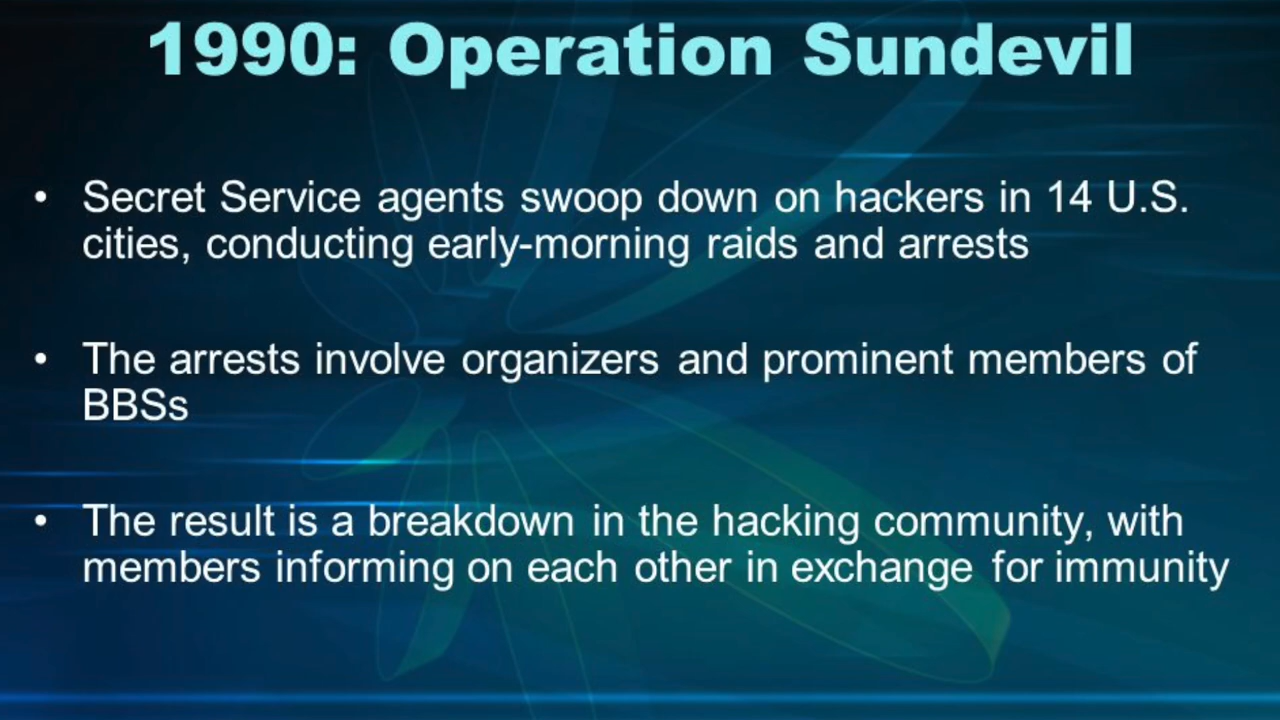 1990: Operation Sundevil
• Secret Service agents swoop down on hackers in 14 U.S.
cities, conducting early-morning raids and arrests
• The arrests involve organizers and prominent members of
BBSs
• The result is a breakdown in the hacking community, with
members informing on each other in exchange for immunity